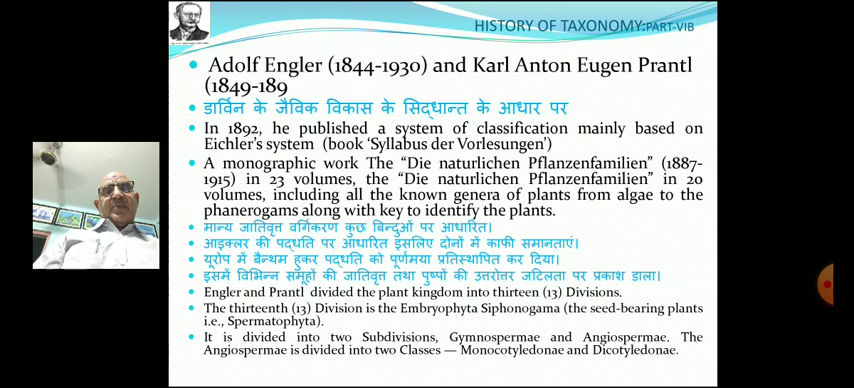 HISTORY OF TAXONOMY:PART-VIB
Adolf Engler (1844-1930) and Karl Anton Eugen Prantl
(1849-189
डार्विन के जैविक विकास के सिद्धान्त के आधार पर
In 1892, he published a system of classification mainly based on
Eichler's system (book 'Syllabus der Vorlesungen')
A monographic work The "Die naturlichen Pflanzenfamilien" (1887-
1915) in 23 volumes, the "Die naturlichen Pflanzenfamilien" in 20
volumes, including all the known genera of plants from algae to the
phanerogams along with key to identify the plants.
मान्य जातिवृत्त वर्गिकरण कुछ बिन्दुओं पर आधारित।
आइक्लर की पद्धति पर आधारित इसलिए दोनों में काफी समानताएं।
यूरोप में बैन्थम हुकर पद्धति को पूर्णमया प्रतिस्थापित कर दिया।
इसमें विभिन्न समूहों की जातिवृत्त तथा पुष्पों की उत्तरोत्तर जटिलता पर प्रकाश डाला।
Engler and Prantl divided the plant kingdom into thirteen (13) Divisions.
The thirteenth (13) Division is the Embryophyta Siphonogama (the seed-bearing plants
i.e., Spermatophyta).
It is divided into two Subdivisions, Gymnospermae and Angiospermae. The
Angiospermae is divided into two Classes — Monocotyledonae and Dicotyledonae.